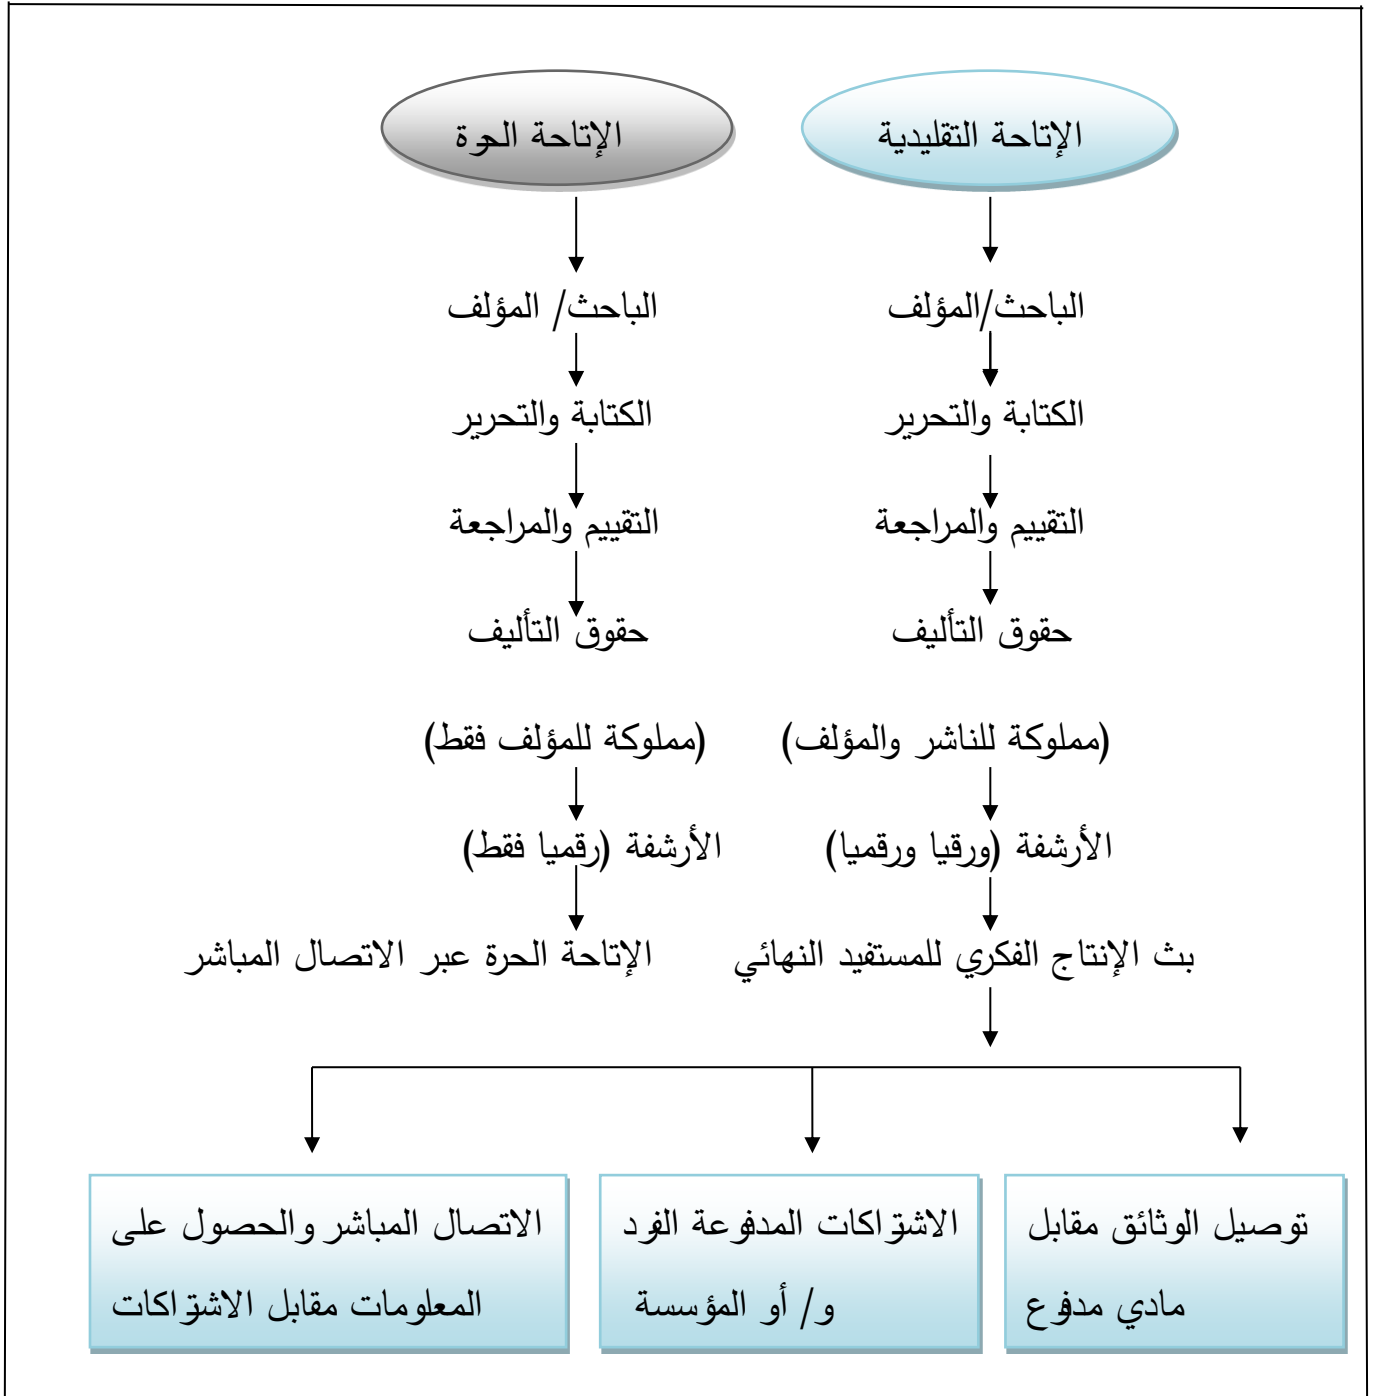 الإتاحة التقليدية
الإتاحة الحرة
الباحث/المؤلف
الباحث/ المؤلف
الكتابة والتحرير
الكتابة والتحرير
التقييم والمراجعة
التقييم والمراجعة
حقوق التأليف
حقوق التأليف
(مملوكة للناشر والمؤلف)
(مملوكة للمؤلف فقط)
الأرشفة (ورقيا ورقميا)
الأرشفة (رقميا فقط)
بث الإنتاج الفكري للمستفيد النهائي
الإتاحة الحرة عبر الاتصال المباشر
توصيل الوثائق مقابل
مادي مدفوع
الاشتراكات المدفوعة الفرد
و/ أو المؤسسة
الاتصال المباشر والحصول على
المعلومات مقابل الاشتراكات